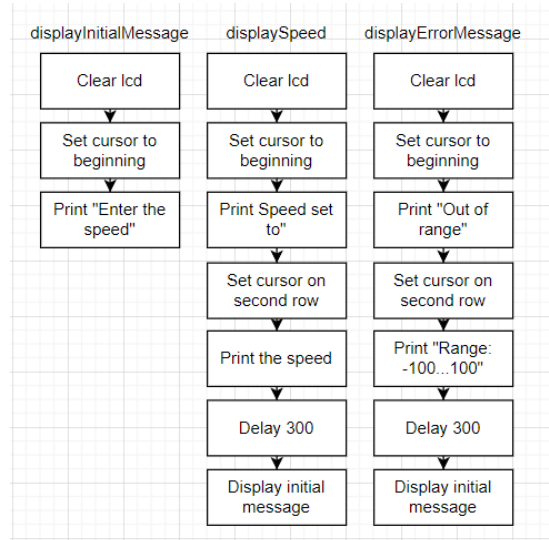 displayInitialMessage
Clear lcd
Set cursor to
beginning
Print "Enter the
speed"
displaySpeed
Clear lcd
Set cursor to
beginning
Print Speed set
to"
Set cursor on
second row
Print the speed
Delay 300
Display initial
message
displayErrorMessage
Clear lcd
Set cursor to
beginning
Print "Out of
range"
Set cursor on
second row
Print "Range:
-100...100"
Delay 300
Display initial
message